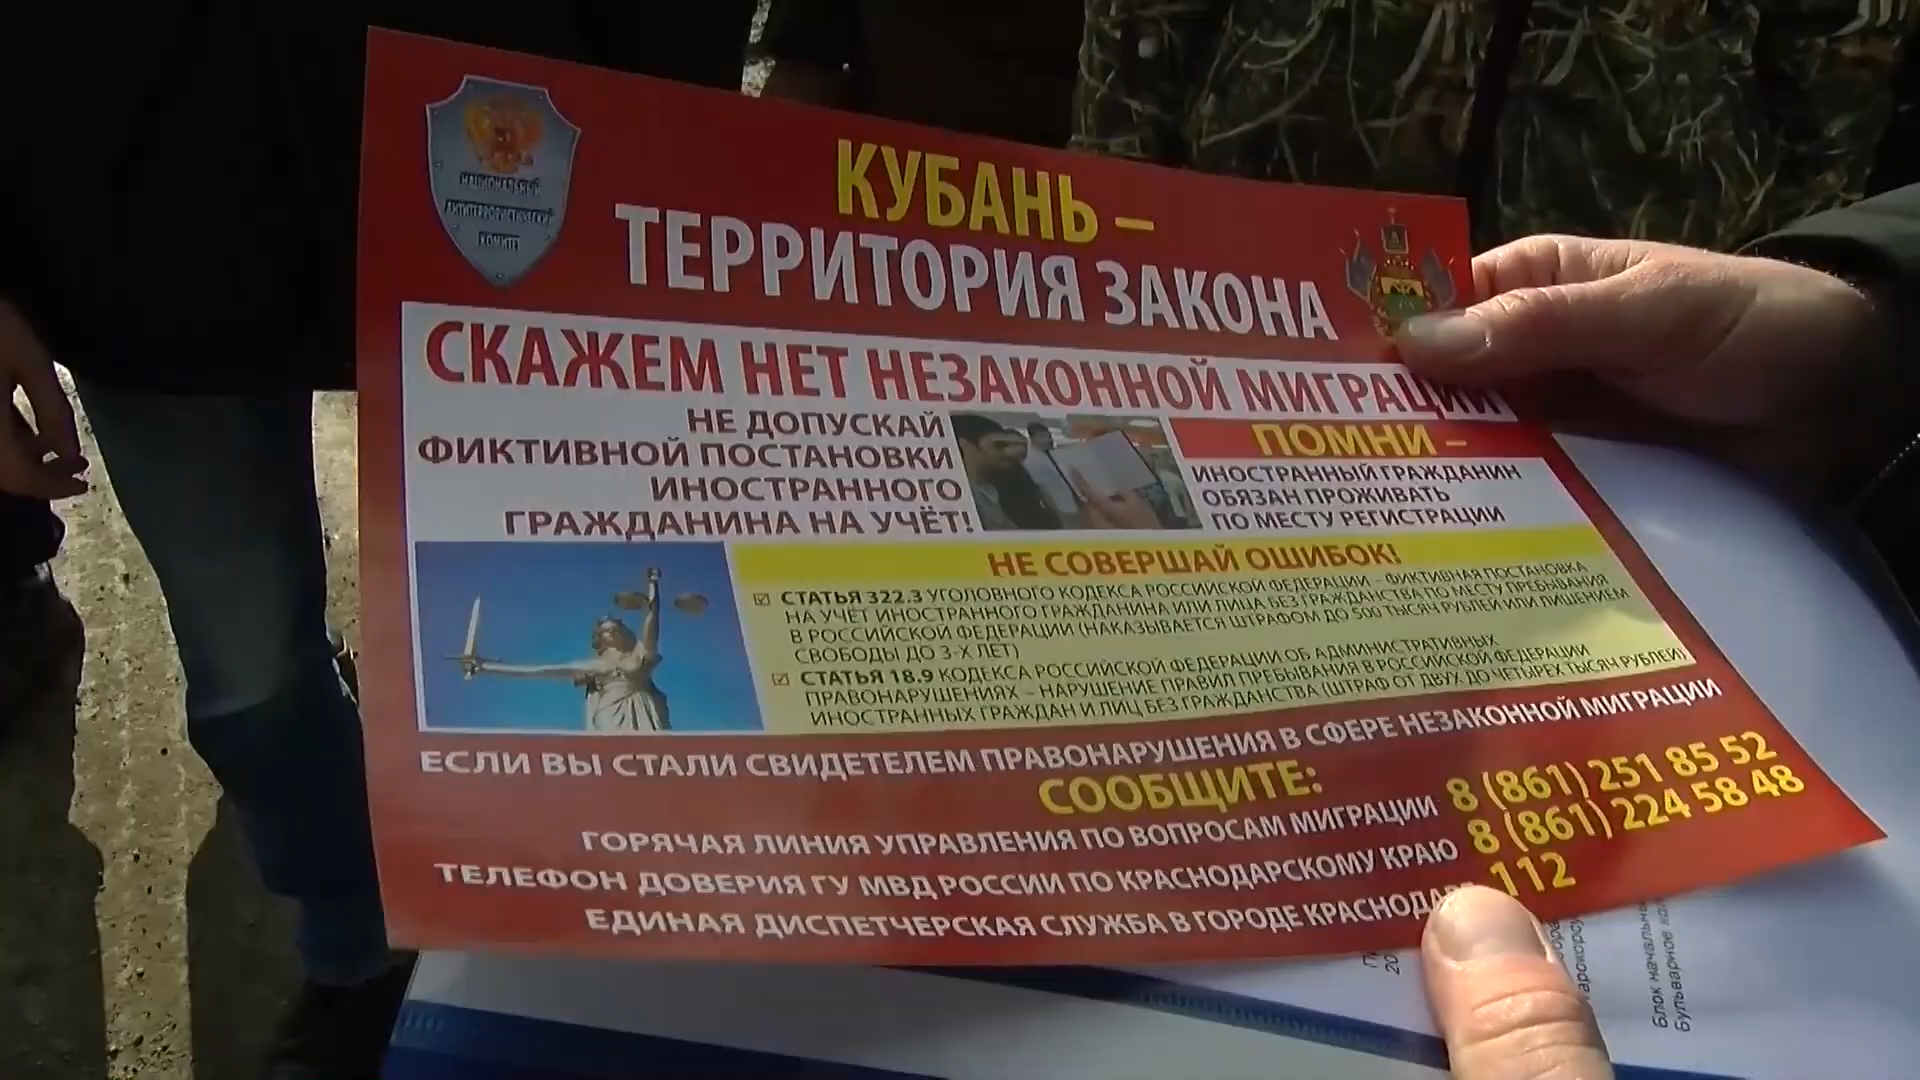 НАЦИОНАЛЬНЫЙ
АНТИТЕРРОРИСТИЧЕСКИЙ
КОМИТЕТ
КУБАНЬ –
ТЕРРИТОРИЯ ЗАКОНА
СКАЖЕМ НЕТ НЕЗАКОННОЙ МИГРАЦИИ
НЕ ДОПУСКАЙ
ФИКТИВНОЙ ПОСТАНОВКИ
ИНОСТРАННОГО
ГРАЖДАНИНА НА УЧЁТ!
ПОМНИ –
ИНОСТРАННЫЙ ГРАЖДАНИН
ОБЯЗАН ПРОЖИВАТЬ
ПО МЕСТУ РЕГИСТРАЦИИ
НЕ СОВЕРШАЙ ОШИБОК!
СТАТЬЯ 322.3 УГОЛОВНОГО КОДЕКСА РОССИЙСКОЙ ФЕДЕРАЦИИ – ФИКТИВНАЯ ПОСТАНОВКА
НА УЧЁТ ИНОСТРАННОГО ГРАЖДАНИНА ИЛИ ЛИЦА БЕЗ ГРАЖДАНСТВА ПО МЕСТУ ПРЕБЫВАНИЯ
В РОССИЙСКОЙ ФЕДЕРАЦИИ (НАКАЗЫВАЕТСЯ ШТРАФОМ ДО 500 ТЫСЯЧ РУБЛЕЙ ИЛИ ЛИШЕНИЕМ
СВОБОДЫ ДО 3-Х ЛЕТ)
СТАТЬЯ 18.9 КОДЕКСА РОССИЙСКОЙ ФЕДЕРАЦИИ ОБ АДМИНИСТРАТИВНЫХ
ПРАВОНАРУШЕНИЯХ – НАРУШЕНИЕ ПРАВИЛ ПРЕБЫВАНИЯ В РОССИЙСКОЙ ФЕДЕРАЦИИ
ИНОСТРАННЫХ ГРАЖДАН И ЛИЦ БЕЗ ГРАЖДАНСТВА (ШТРАФ ОТ ДВУХ ДО ЧЕТЫРЕХ ТЫСЯЧ РУБЛЕЙ)
ЕСЛИ ВЫ СТАЛИ СВИДЕТЕЛЕМ ПРАВОНАРУШЕНИЯ В СФЕРЕ НЕЗАКОННОЙ МИГРАЦИИ
СООБЩИТЕ:
ГОРЯЧАЯ ЛИНИЯ УПРАВЛЕНИЯ ПО ВОПРОСАМ МИГРАЦИИ 8 (861) 251 85 52
ТЕЛЕФОН ДОВЕРИЯ ГУ МВД РОССИИ ПО КРАСНОДАРСКОМУ КРАЮ 8 (861) 224 58 48
ЕДИНАЯ ДИСПЕТЧЕРСКАЯ СЛУЖБА В ГОРОДЕ КРАСНОДАРЕ 112
Блок начальных
Бульварное